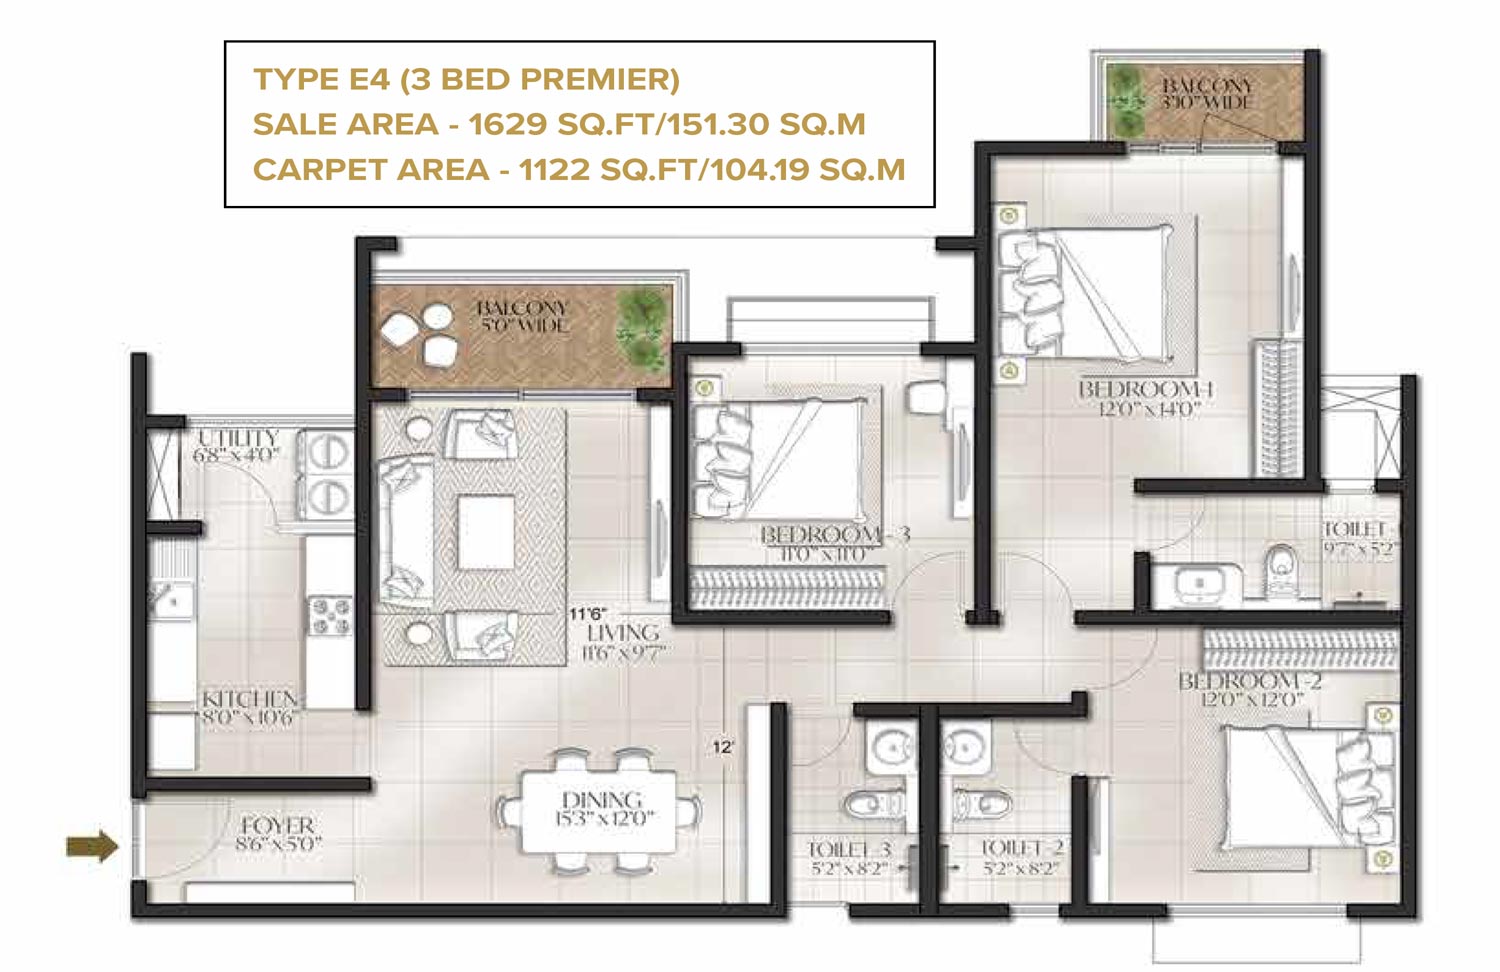 TYPE E4 (3 BED PREMIER)
SALE AREA - 1629 SQ.FT/151.30 SQ.M
CARPET AREA - 1122 SQ.FT/104.19 SQ.M
BALCONY
3'10" WIDE
BALCONY
5'0" WIDE
BEDROOM-1
12'0" x 14'0"
UTILITY
6'8" x 4'0"
BEDROOM - 3
11'0" x 11'0"
TOILET-1
9'7" x 5'2"
11'6"
LIVING
11'6" x 9'7"
KITCHEN
8'0" x 10'6"
BEDROOM -2
12'0" x 12'0"
12'
DINING
15'3" x 12'0"
FOYER
8'6" x 5'0"
TOILET-3
5'2" x 8'2"
TOILET-2
5'2" x 8'2"